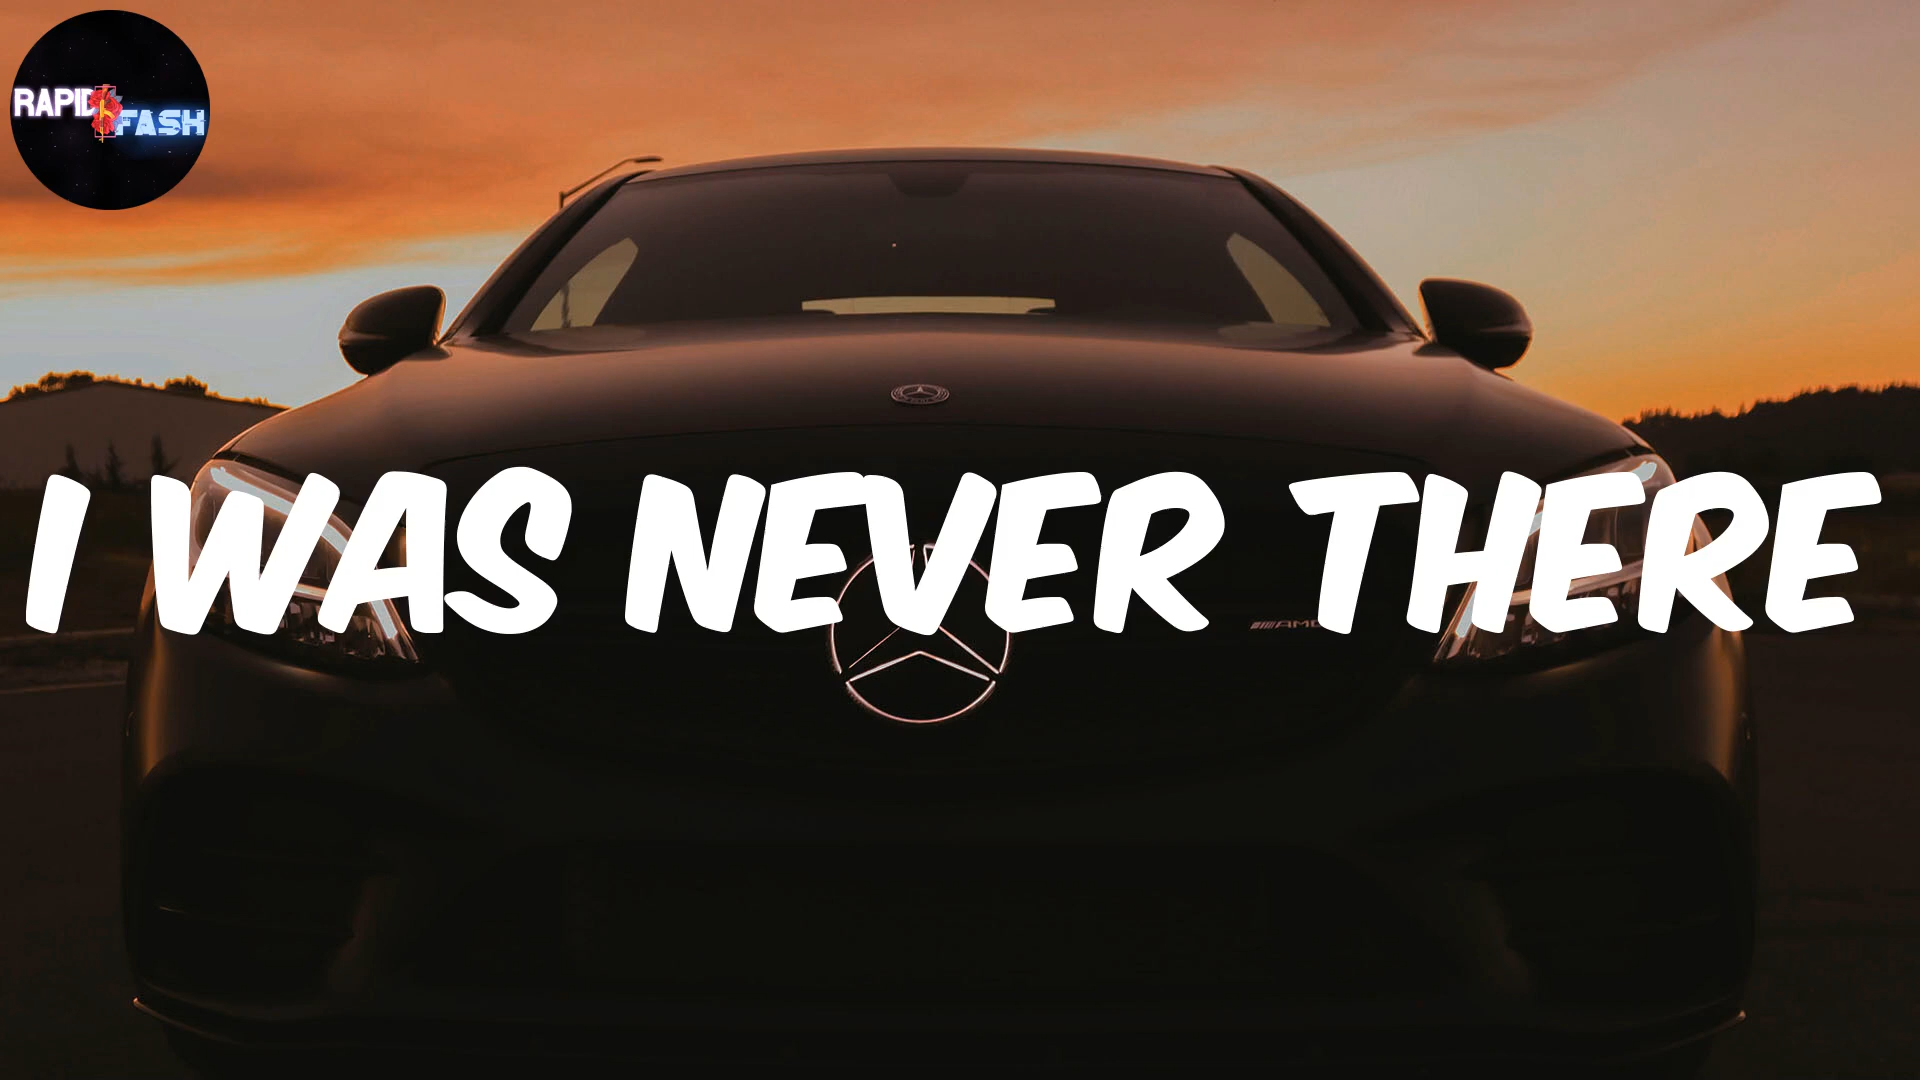 RAPID
FASH
I WAS NEVER THERE
AMG